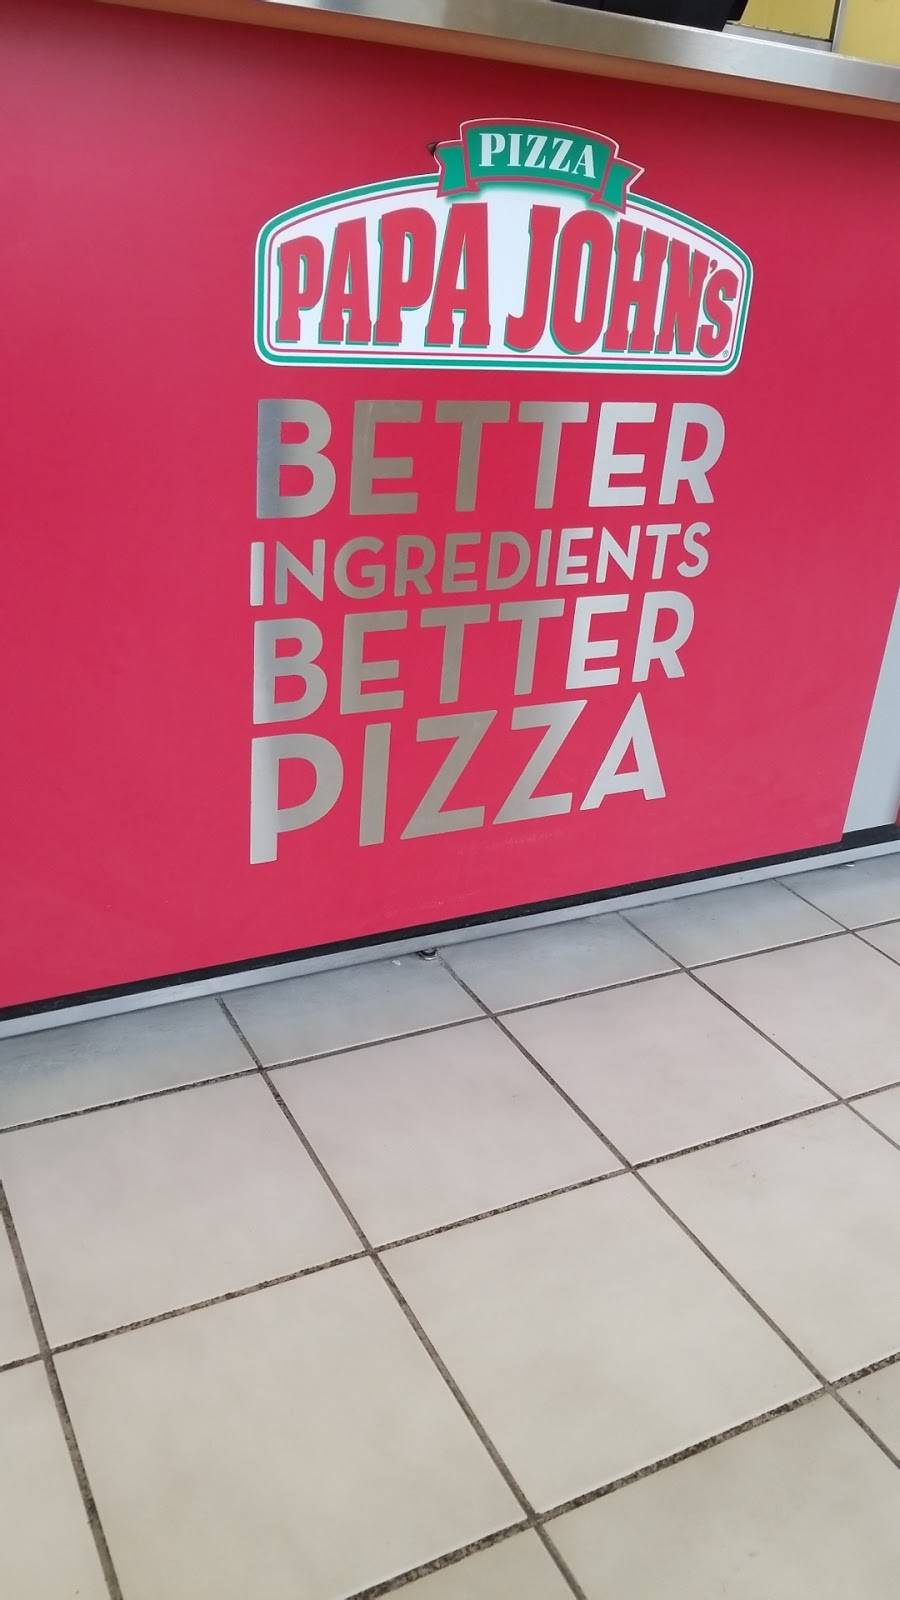 PIZZA
PAPA JOHN'S
BETTER
INGREDIENTS
BETTER
PIZZA